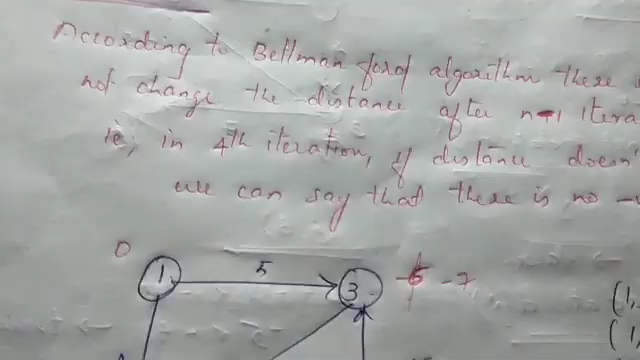 According to Bellman ford algorithm there
not change the distance after n-1 itera
ie, in 4th iteration, if distance doesn'
we can say that there is no -v
0
1 5 3 -7
(1,
(1,